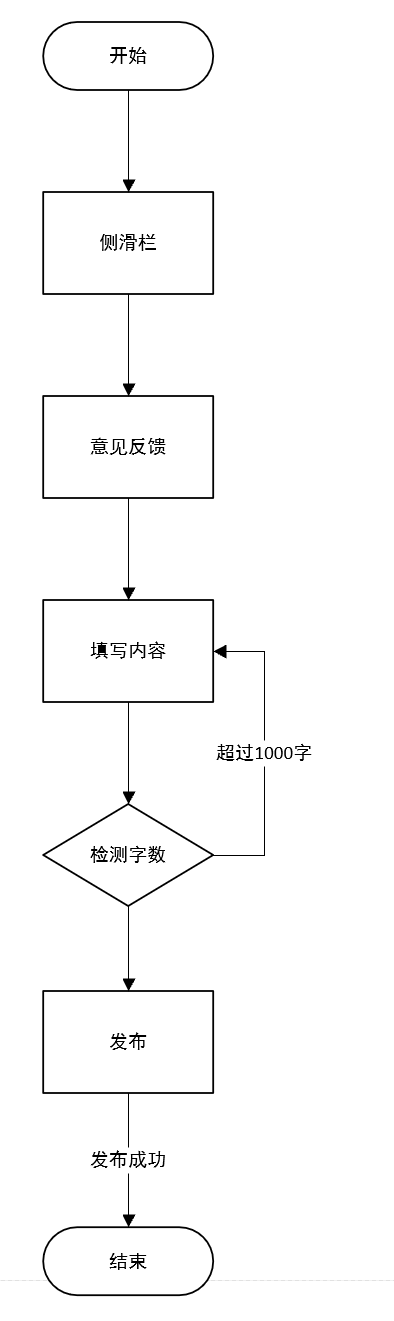 开始
侧滑栏
意见反馈
填写内容
超过1000字
检测字数
发布
发布成功
结束